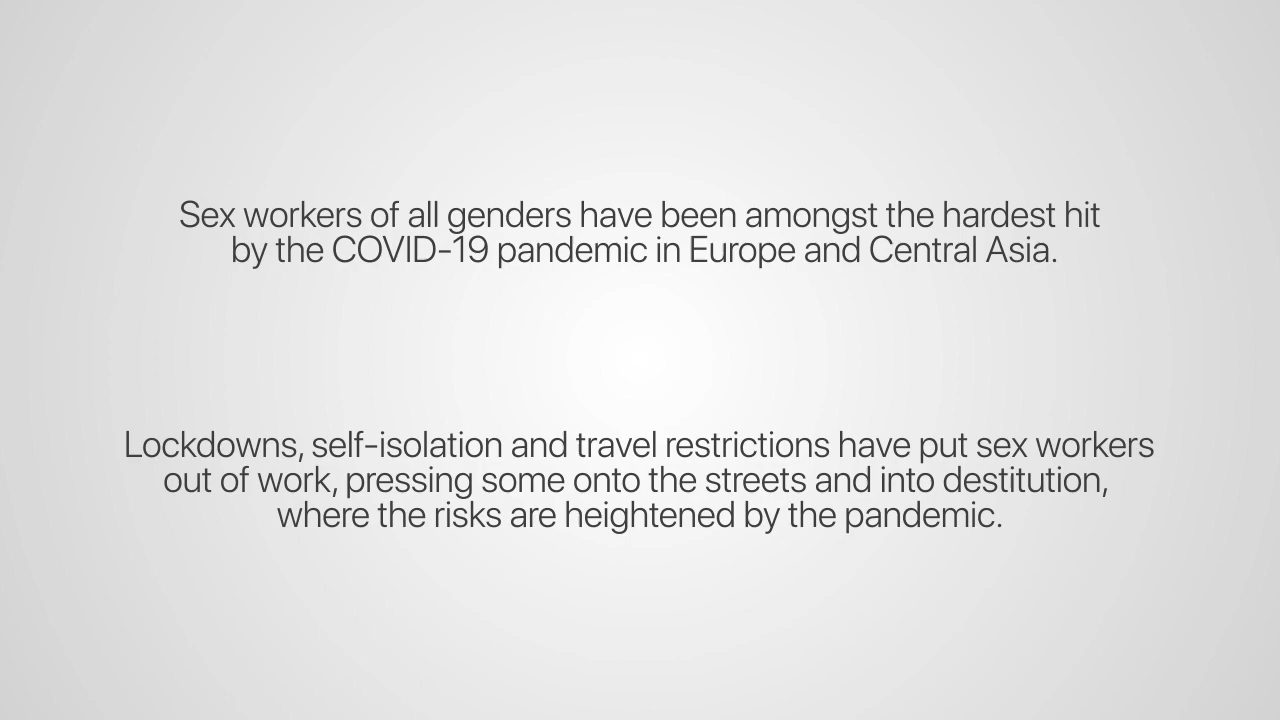 Sex workers of all genders have been amongst the hardest hit
by the COVID-19 pandemic in Europe and Central Asia.
Lockdowns, self-isolation and travel restrictions have put sex workers
out of work, pressing some onto the streets and into destitution,
where the risks are heightened by the pandemic.